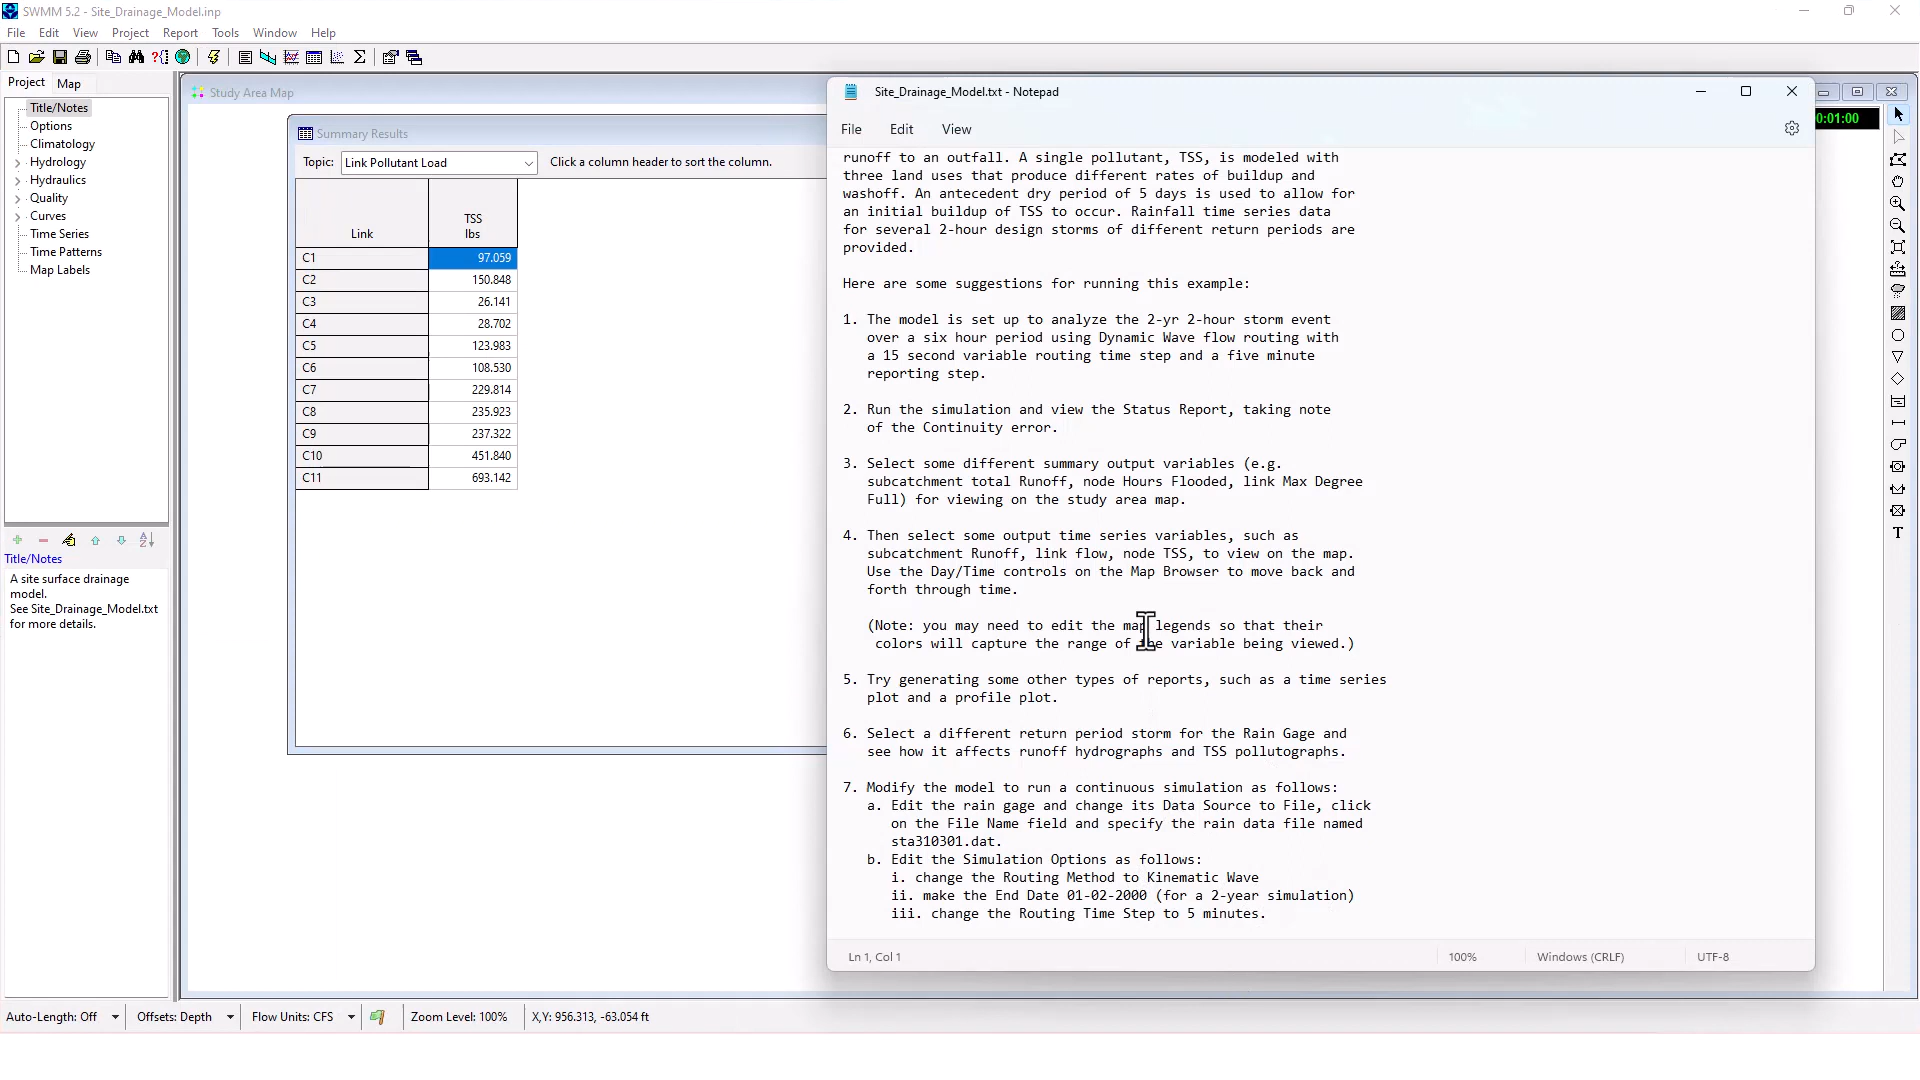 SWMM 5.2 - Site_Drainage_Model.inp
File Edit View Project Report Tools Window Help
Project Map
Title/Notes
Options
Climatology
Hydrology
Hydraulics
Quality
Curves
Time Series
Time Patterns
Map Labels
Title/Notes
A site surface drainage
model.
See Site_Drainage_Model.txt
for more details.
Study Area Map
Summary Results
Topic: Link Pollutant Load Click a column header to sort the column.
Link TSS lbs
C1 97.059
C2 150.848
C3 26.141
C4 28.702
C5 123.983
C6 108.530
C7 229.814
C8 235.923
C9 237.322
C10 451.840
C11 693.142
0:01:00
T
Site_Drainage_Model.txt - Notepad
File Edit View
runoff to an outfall. A single pollutant, TSS, is modeled with
three land uses that produce different rates of buildup and
washoff. An antecedent dry period of 5 days is used to allow for
an initial buildup of TSS to occur. Rainfall time series data
for several 2-hour design storms of different return periods are
provided.
Here are some suggestions for running this example:
1. The model is set up to analyze the 2-yr 2-hour storm event
over a six hour period using Dynamic Wave flow routing with
a 15 second variable routing time step and a five minute
reporting step.
2. Run the simulation and view the Status Report, taking note
of the Continuity error.
3. Select some different summary output variables (e.g.
subcatchment total Runoff, node Hours Flooded, link Max Degree
Full) for viewing on the study area map.
4. Then select some output time series variables, such as
subcatchment Runoff, link flow, node TSS, to view on the map.
Use the Day/Time controls on the Map Browser to move back and
forth through time.
(Note: you may need to edit the map legends so that their
colors will capture the range of the variable being viewed.)
5. Try generating some other types of reports, such as a time series
plot and a profile plot.
6. Select a different return period storm for the Rain Gage and
see how it affects runoff hydrographs and TSS pollutographs.
7. Modify the model to run a continuous simulation as follows:
a. Edit the rain gage and change its Data Source to File, click
on the File Name field and specify the rain data file named
sta310301.dat.
b. Edit the Simulation Options as follows:
i. change the Routing Method to Kinematic Wave
ii. make the End Date 01-02-2000 (for a 2-year simulation)
iii. change the Routing Time Step to 5 minutes.
Ln 1, Col 1 100% Windows (CRLF) UTF-8
Auto-Length: Off Offsets: Depth Flow Units: CFS Zoom Level: 100% X,Y: 956.313, -63.054 ft